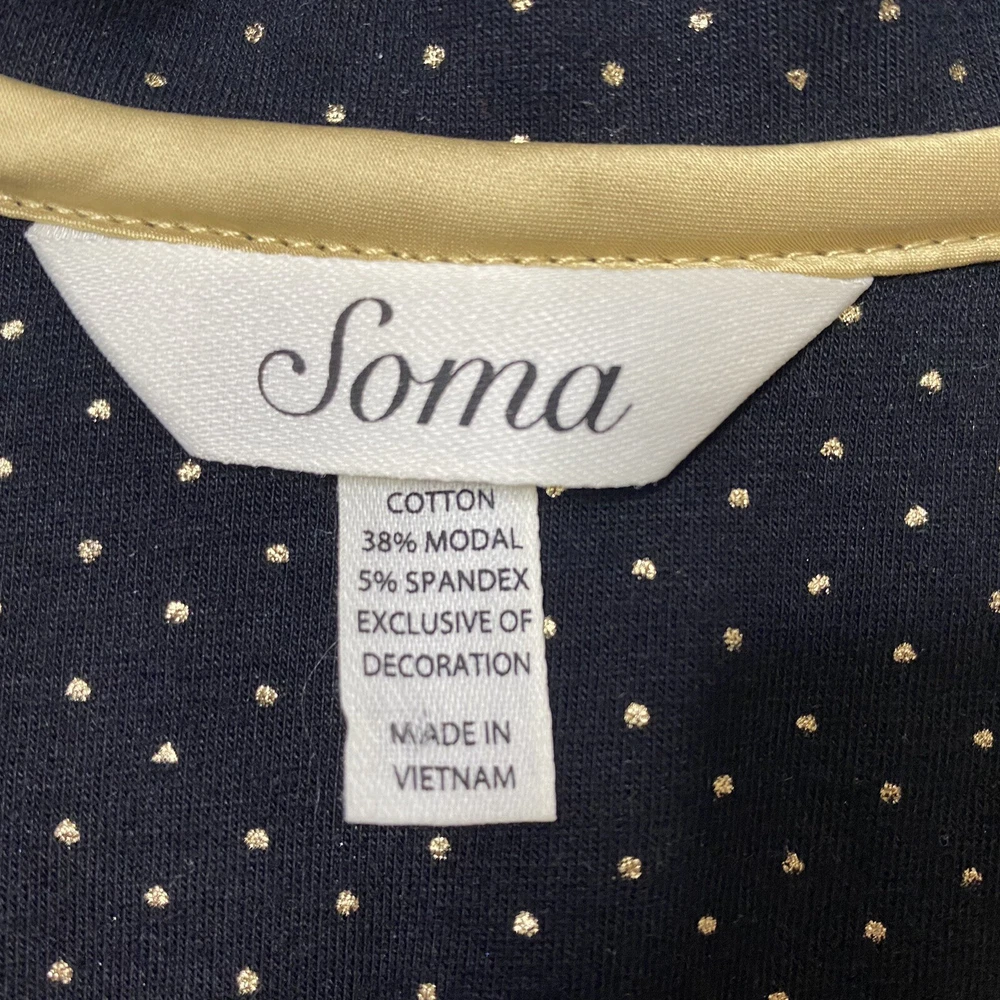 Soma
COTTON
38% MODAL
5% SPANDEX
EXCLUSIVE OF
DECORATION
MADE IN
VIETNAM